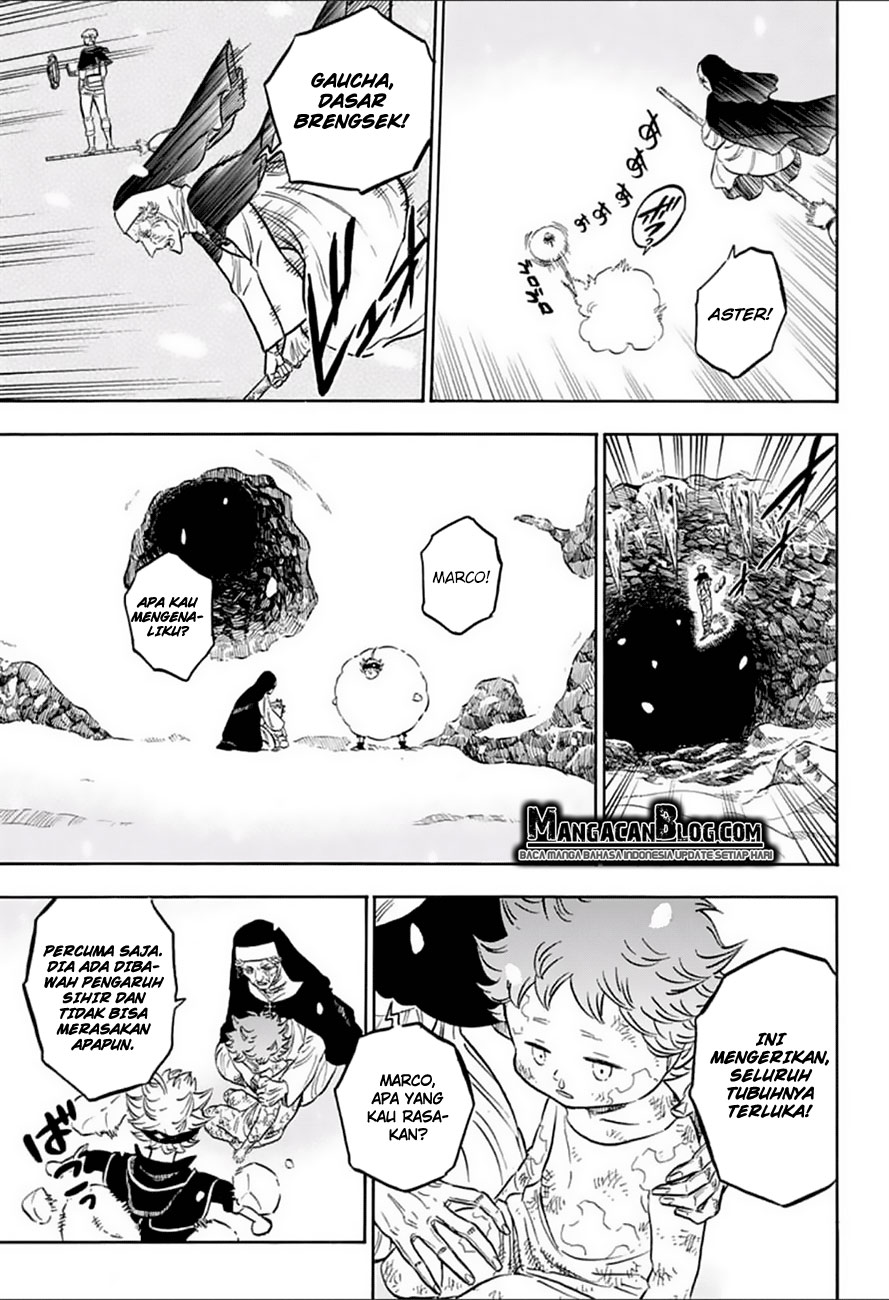 ASTER!
GAUCHA,
DASAR
BRENGSEK!
MARCO!
APA KAU
MENGENA-
LIKU?
MANGACANBLOG.COM
BACA MANGA BAHASA INDONESIA UPDATE SETIAP HARI
INI
MENGERIKAN,
SELURUH
TUBUHNYA
TERLUKA!
MARCO,
APA YANG
KAU RASA-
KAN?
PERCUMA SAJA.
DIA ADA DIBA-
WAH PENGARUH
SIHIR DAN
TIDAK BISA
MERASAKAN
APAPUN.